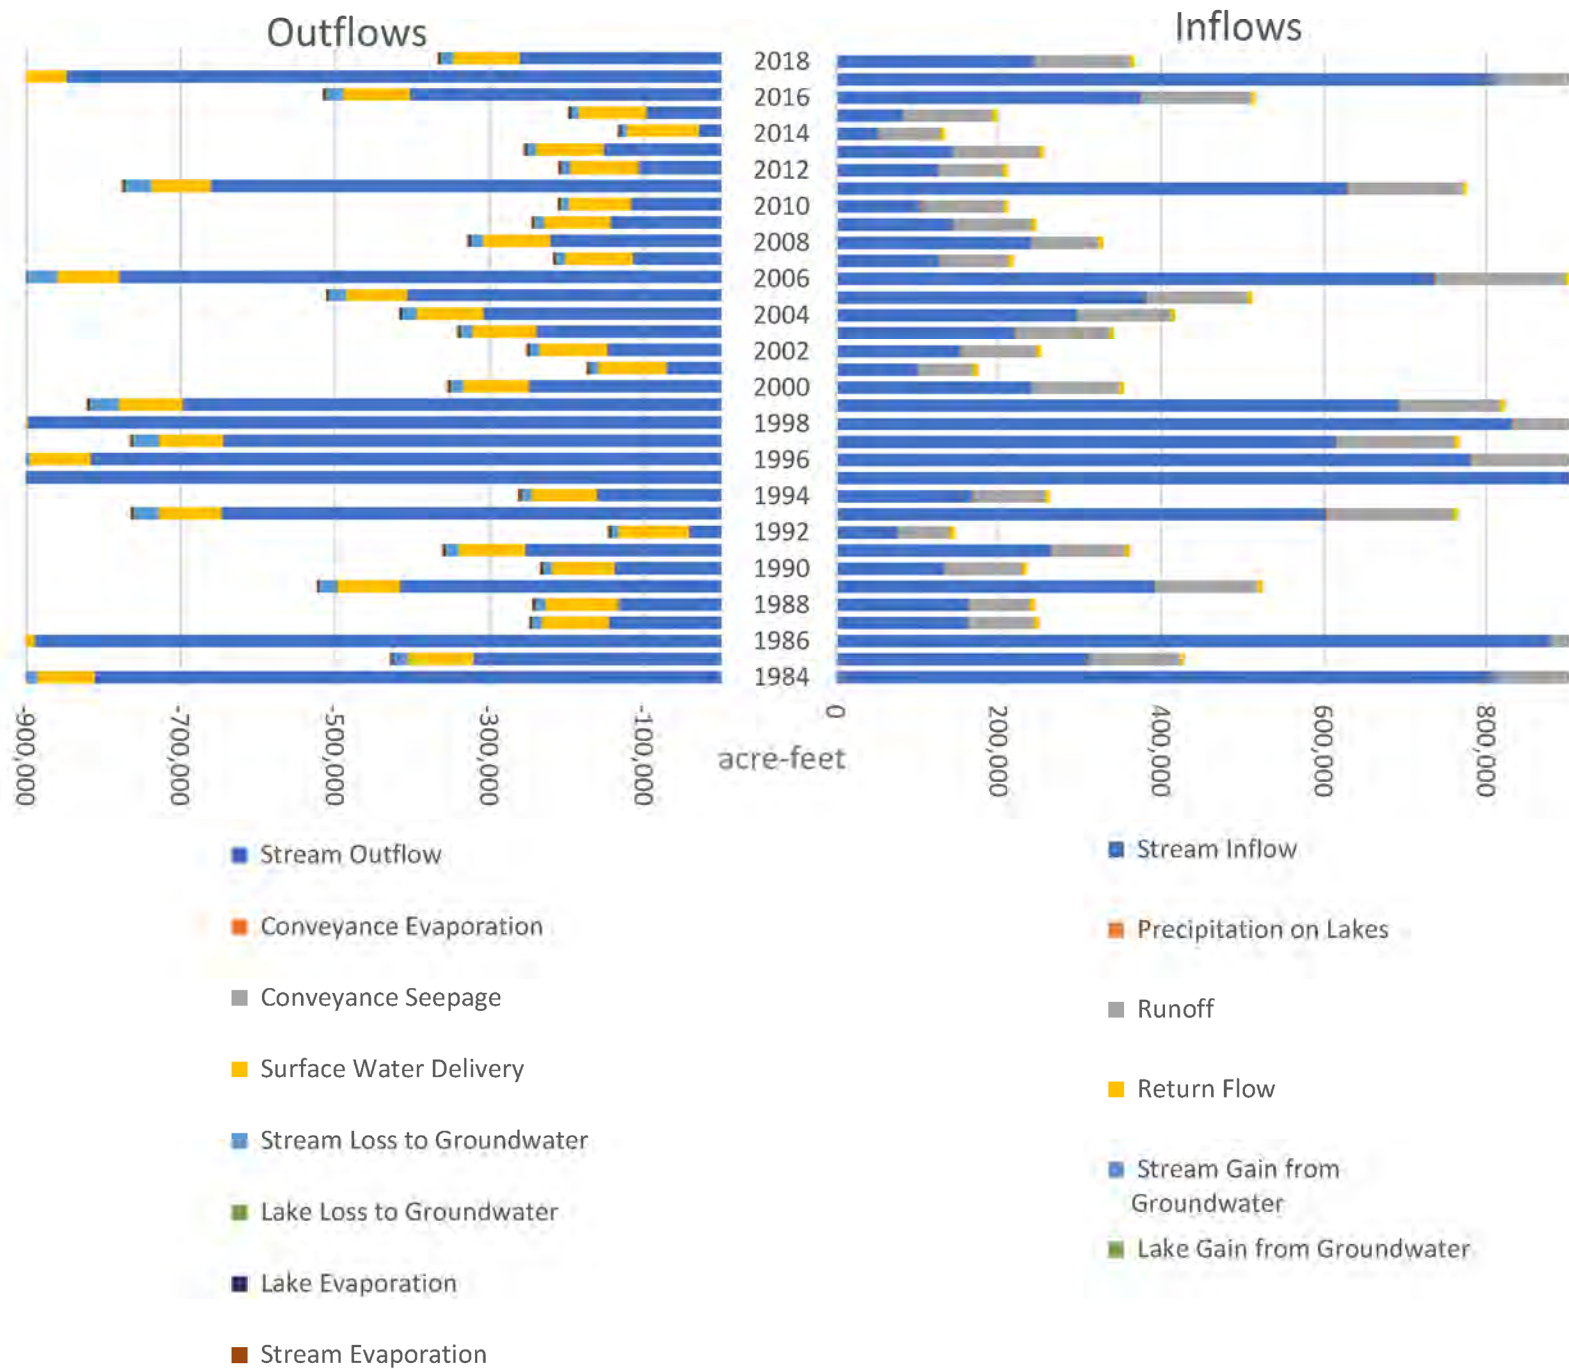 Outflows
Inflows
2018
2016
2014
2012
2010
2008
2006
2004
2002
2000
1998
1996
1994
1992
1990
1988
1986
1984
-900,000
-700,000
-500,000
-300,000
-100,000
acre-feet
0
200,000
400,000
600,000
800,000
Stream Outflow
Conveyance Evaporation
Conveyance Seepage
Surface Water Delivery
Stream Loss to Groundwater
Lake Loss to Groundwater
Lake Evaporation
Stream Evaporation
Stream Inflow
Precipitation on Lakes
Runoff
Return Flow
Stream Gain from
Groundwater
Lake Gain from Groundwater